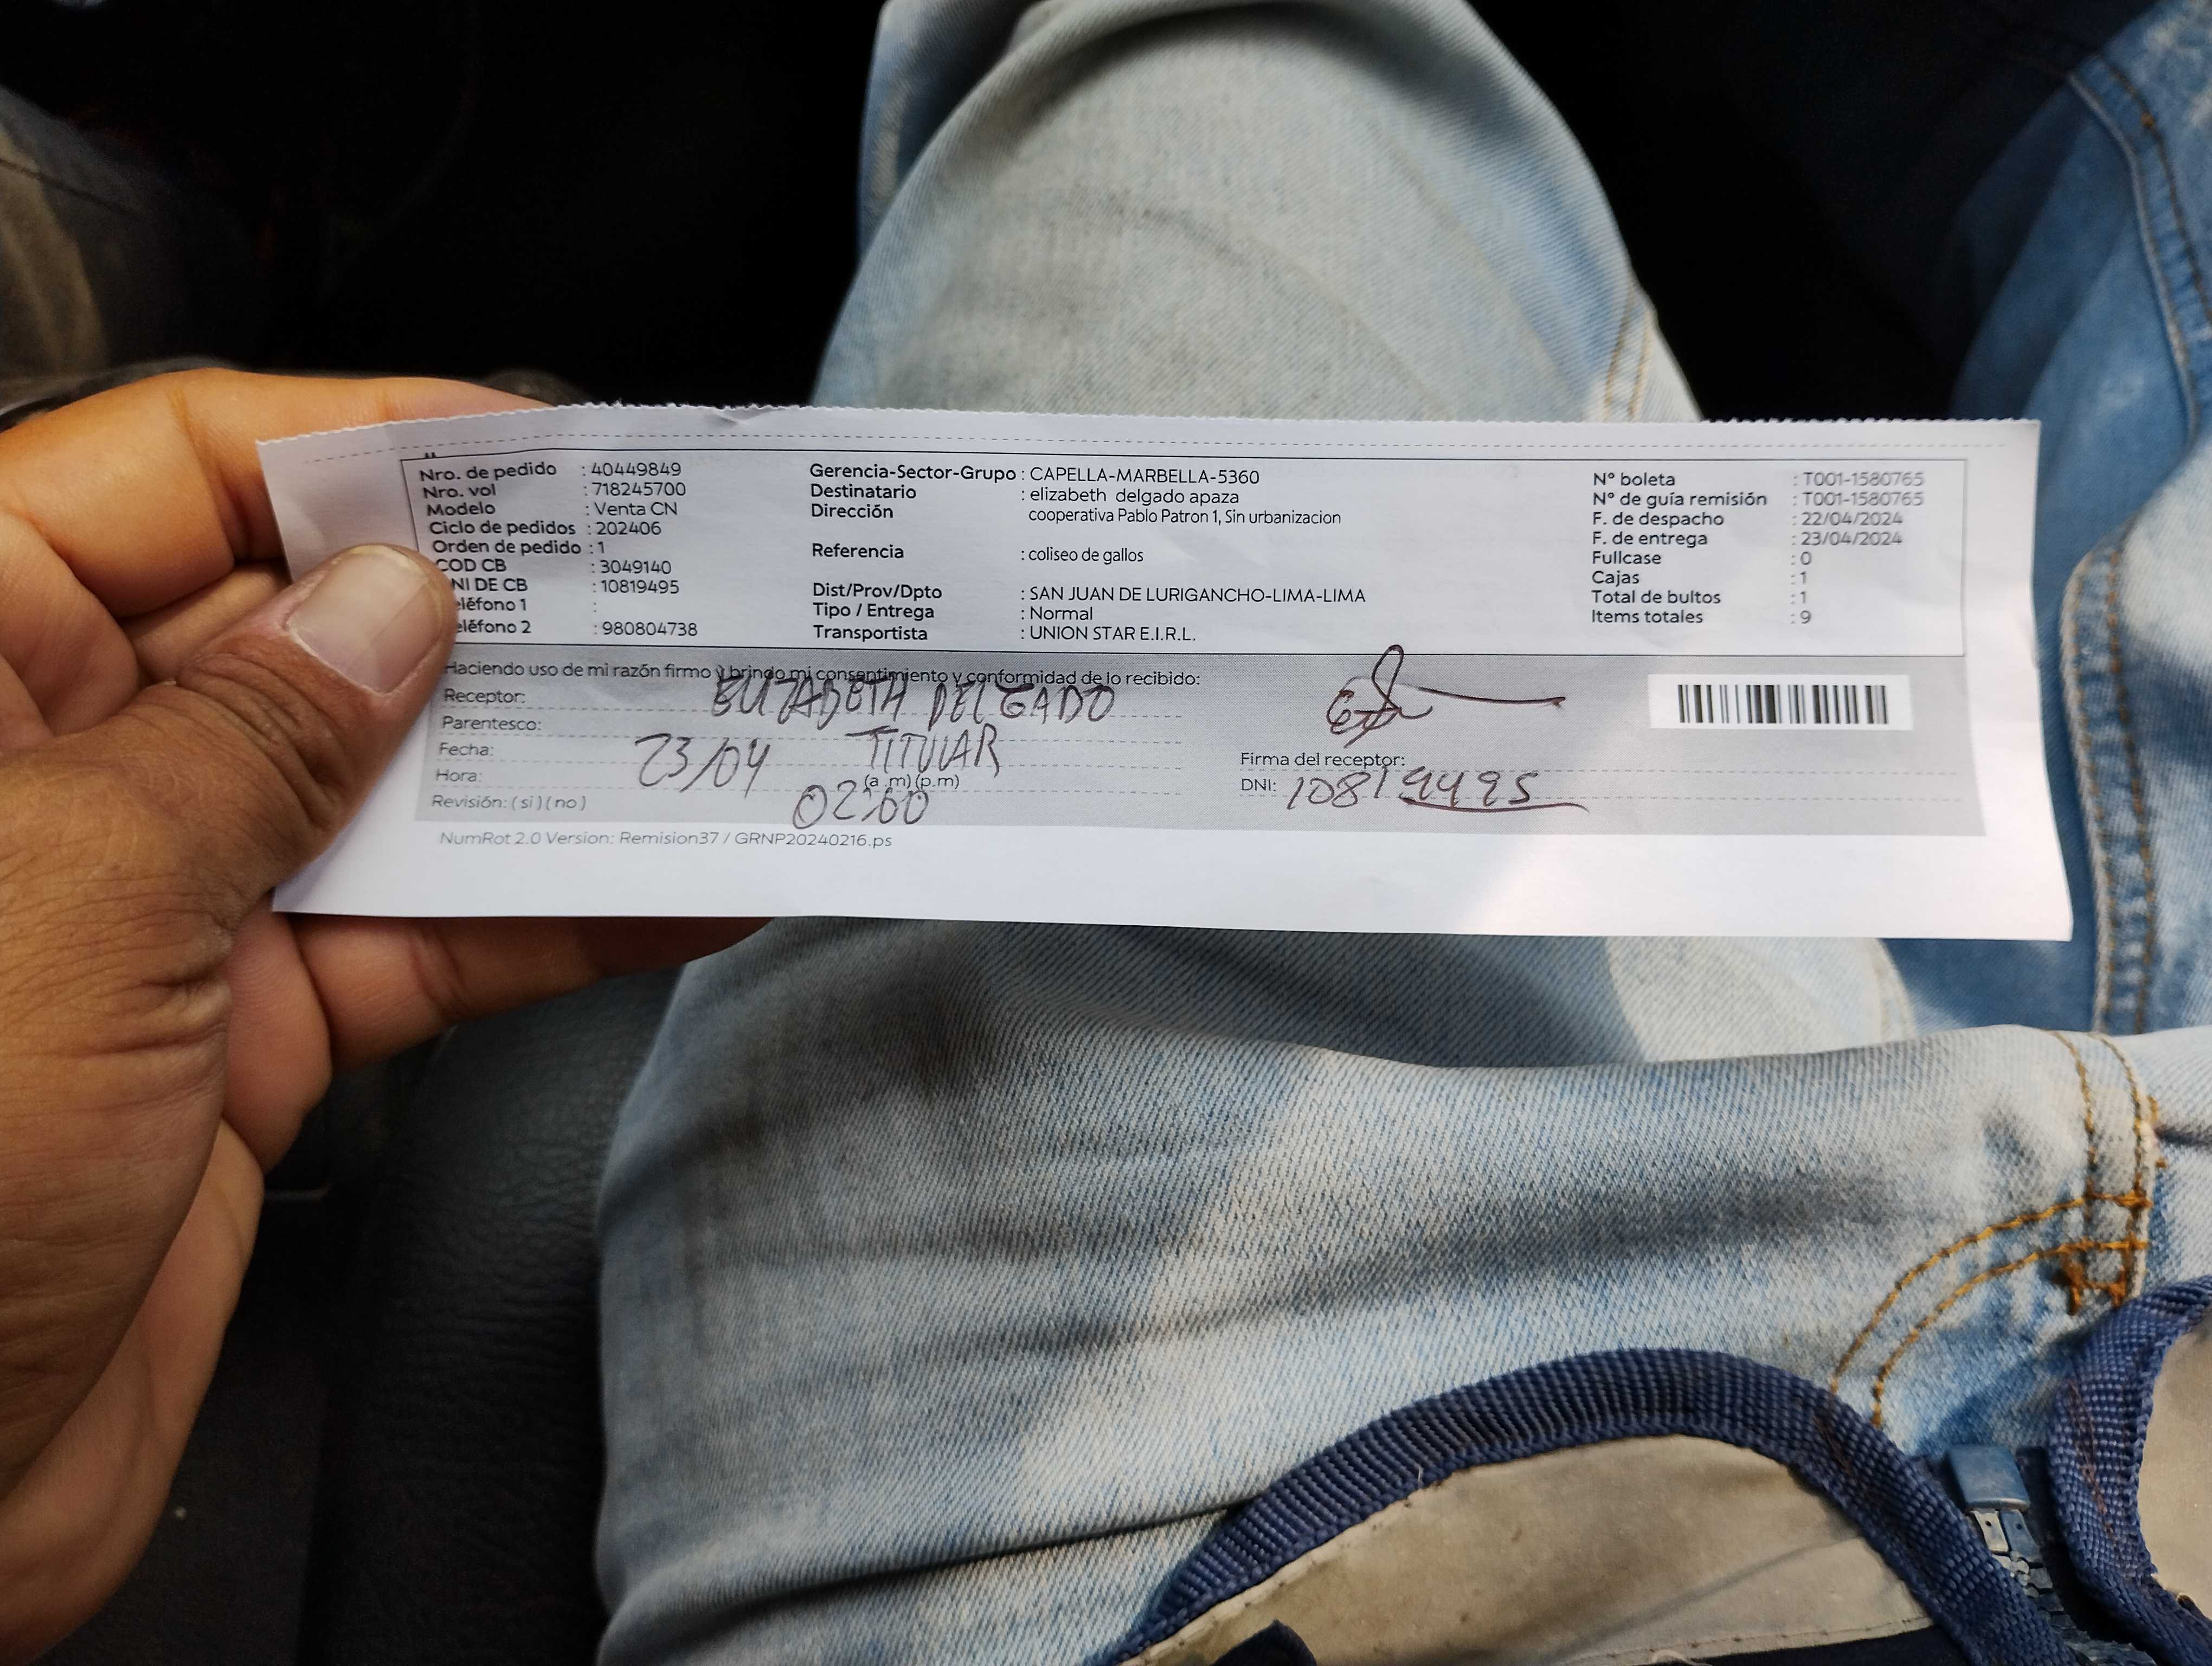 Nro. de pedido : 40449849
Nro. vol : 718245700
Modelo : Venta CN
Ciclo de pedidos : 202406
Orden de pedido : 1
COD CB : 3049140
NI DE CB : 10819495
eléfono 1 :
eléfono 2 : 980804738
Gerencia-Sector-Grupo : CAPELLA-MARBELLA-5360
Destinatario : elizabeth delgado apaza
Dirección cooperativa Pablo Patron 1, Sin urbanizacion
Referencia : coliseo de gallos
Dist/Prov/Dpto : SAN JUAN DE LURIGANCHO-LIMA-LIMA
Tipo / Entrega : Normal
Transportista : UNION STAR E.I.R.L.
N° boleta : T001-1580765
N° de guía remisión : T001-1580765
F. de despacho : 22/04/2024
F. de entrega : 23/04/2024
Fullcase : 0
Cajas : 1
Total de bultos : 1
Items totales : 9
Haciendo uso de mi razón firmo y brindo mi consentimiento y conformidad de lo recibido:
Receptor: ELIZABETH DELGADO
Parentesco: TITULAR
Fecha: 23/04
Hora: 02:00 (a .m) (p.m)
Revisión: ( si ) ( no )
Firma del receptor:
DNI: 10819495
NumRot 2.0 Version: Remision37 / GRNP20240216.ps